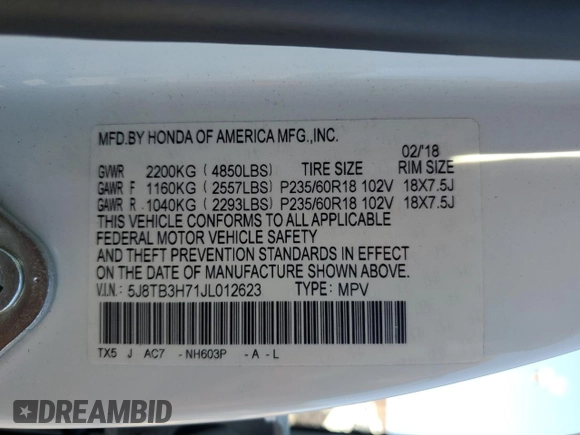 MFD.BY HONDA OF AMERICA MFG.,INC.
02/'18
GVWR 2200KG ( 4850LBS ) TIRE SIZE RIM SIZE
GAWR F 1160KG ( 2557LBS ) P235/60R18 102V 18X7.5J
GAWR R 1040KG ( 2293LBS ) P235/60R18 102V 18X7.5J
THIS VEHICLE CONFORMS TO ALL APPLICABLE
FEDERAL MOTOR VEHICLE SAFETY
AND THEFT PREVENTION STANDARDS IN EFFECT
ON THE DATE OF MANUFACTURE SHOWN ABOVE.
V.I.N.: 5J8TB3H71JL012623 TYPE: MPV
TX5 J AC7 - NH603P - A - L
DREAMBID